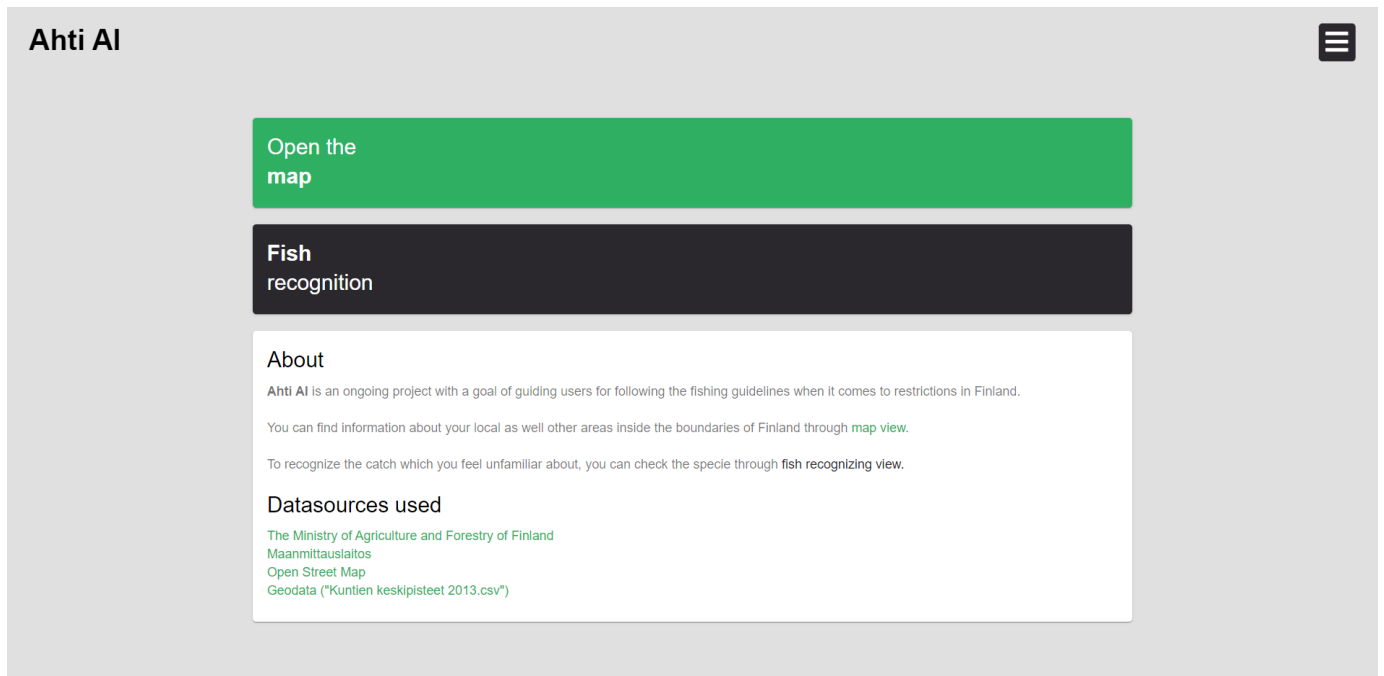 Ahti AI
Open the
map
Fish
recognition
About
Ahti AI is an ongoing project with a goal of guiding users for following the fishing guidelines when it comes to restrictions in Finland.
You can find information about your local as well other areas inside the boundaries of Finland through map view.
To recognize the catch which you feel unfamiliar about, you can check the specie through fish recognizing view.
Datasources used
The Ministry of Agriculture and Forestry of Finland
Maanmittauslaitos
Open Street Map
Geodata ("Kuntien keskipisteet 2013.csv")